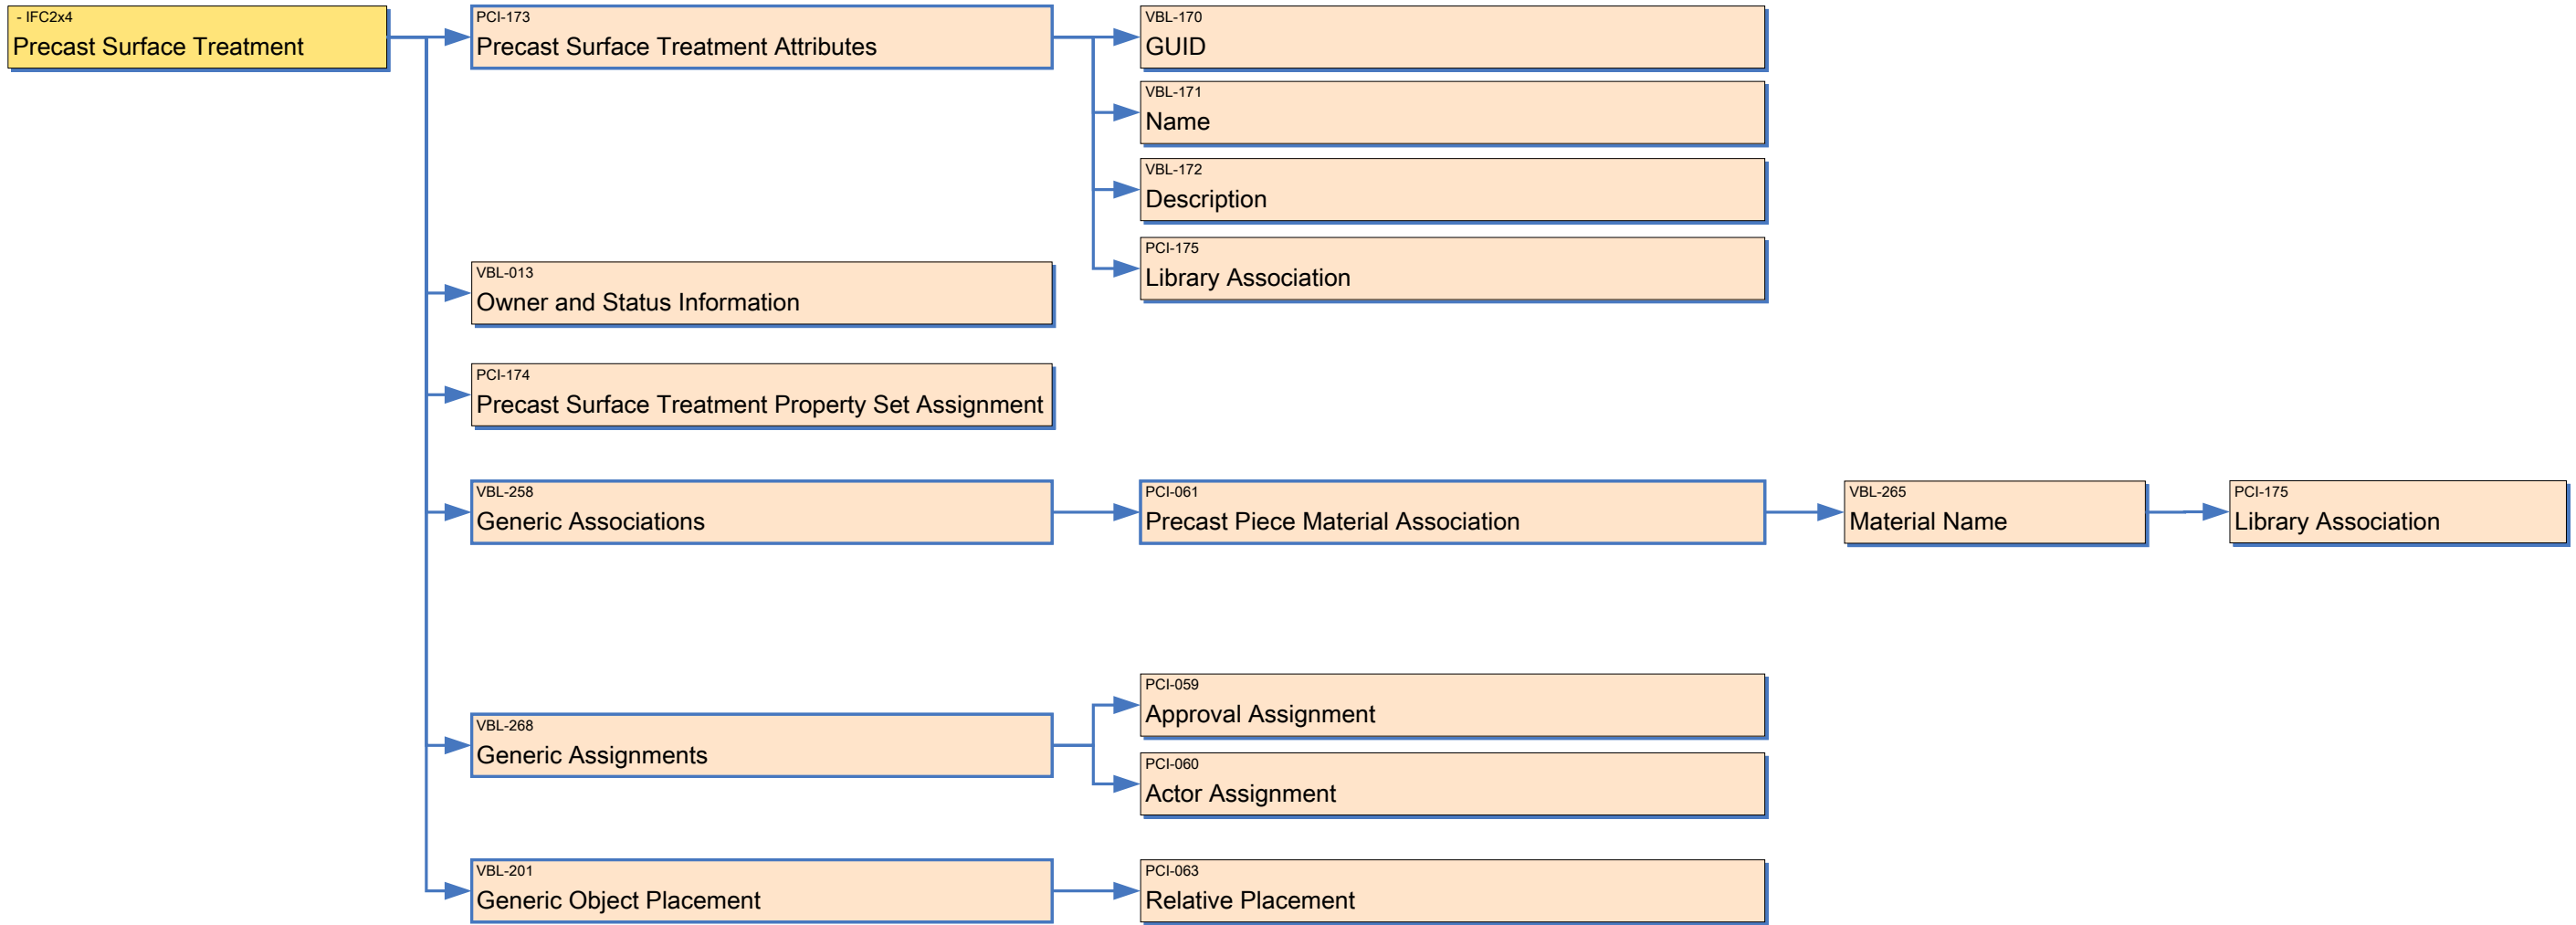 - IFC2x4
Precast Surface Treatment
PCI-173
Precast Surface Treatment Attributes
VBL-170
GUID
VBL-171
Name
VBL-172
Description
PCI-175
Library Association
VBL-013
Owner and Status Information
PCI-174
Precast Surface Treatment Property Set Assignment
VBL-258
Generic Associations
PCI-061
Precast Piece Material Association
VBL-265
Material Name
PCI-175
Library Association
VBL-268
Generic Assignments
PCI-059
Approval Assignment
PCI-060
Actor Assignment
VBL-201
Generic Object Placement
PCI-063
Relative Placement